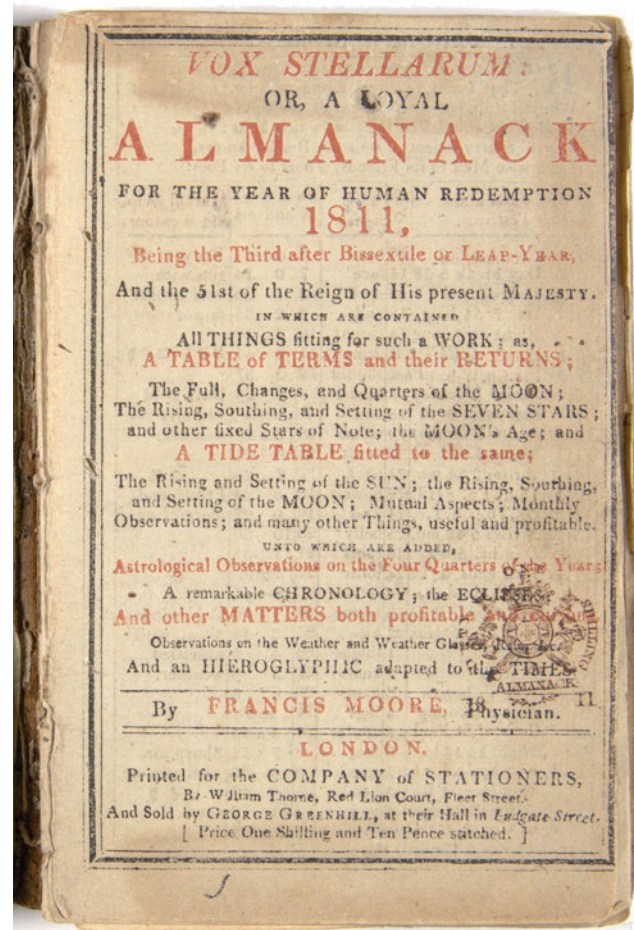 VOX STELLARUM:
OR, A LOYAL
ALMANACK
FOR THE YEAR OF HUMAN REDEMPTION
1811,
Being the Third after Bissextile or LEAP-YEAR,
And the 51st of the Reign of His present MAJESTY.
IN WHICH ARE CONTAINED
All THINGS fitting for such a WORK; as,
A TABLE of TERMS and their RETURNS;
The Full, Changes, and Quarters of the MOON;
The Rising, Southing, and Setting of the SEVEN STARS;
and other fixed Stars of Note; the MOON's Age; and
A TIDE TABLE fitted to the same;
The Rising and Setting of the SUN; the Rising, Southing,
and Setting of the MOON; Mutual Aspects; Monthly
Observations; and many other Things, useful and profitable.
UNTO WHICH ARE ADDED,
Astrological Observations on the Four Quarters of the Year;
A remarkable CHRONOLOGY; the ECLIPSES;
And other MATTERS both profitable and
Observations on the Weather and Weather Glasses,
And an HIEROGLYPHIC adapted to the TIMES.
SHILLING
ALMANACK
18 11
By FRANCIS MOORE, Physician.
LONDON.
Printed for the COMPANY of STATIONERS,
By William Thorne, Red Lion Court, Fleet Street.
And Sold by GEORGE GREENHILL, at their Hall in Ludgate-Street.
[ Price One Shilling and Ten Pence stitched. ]